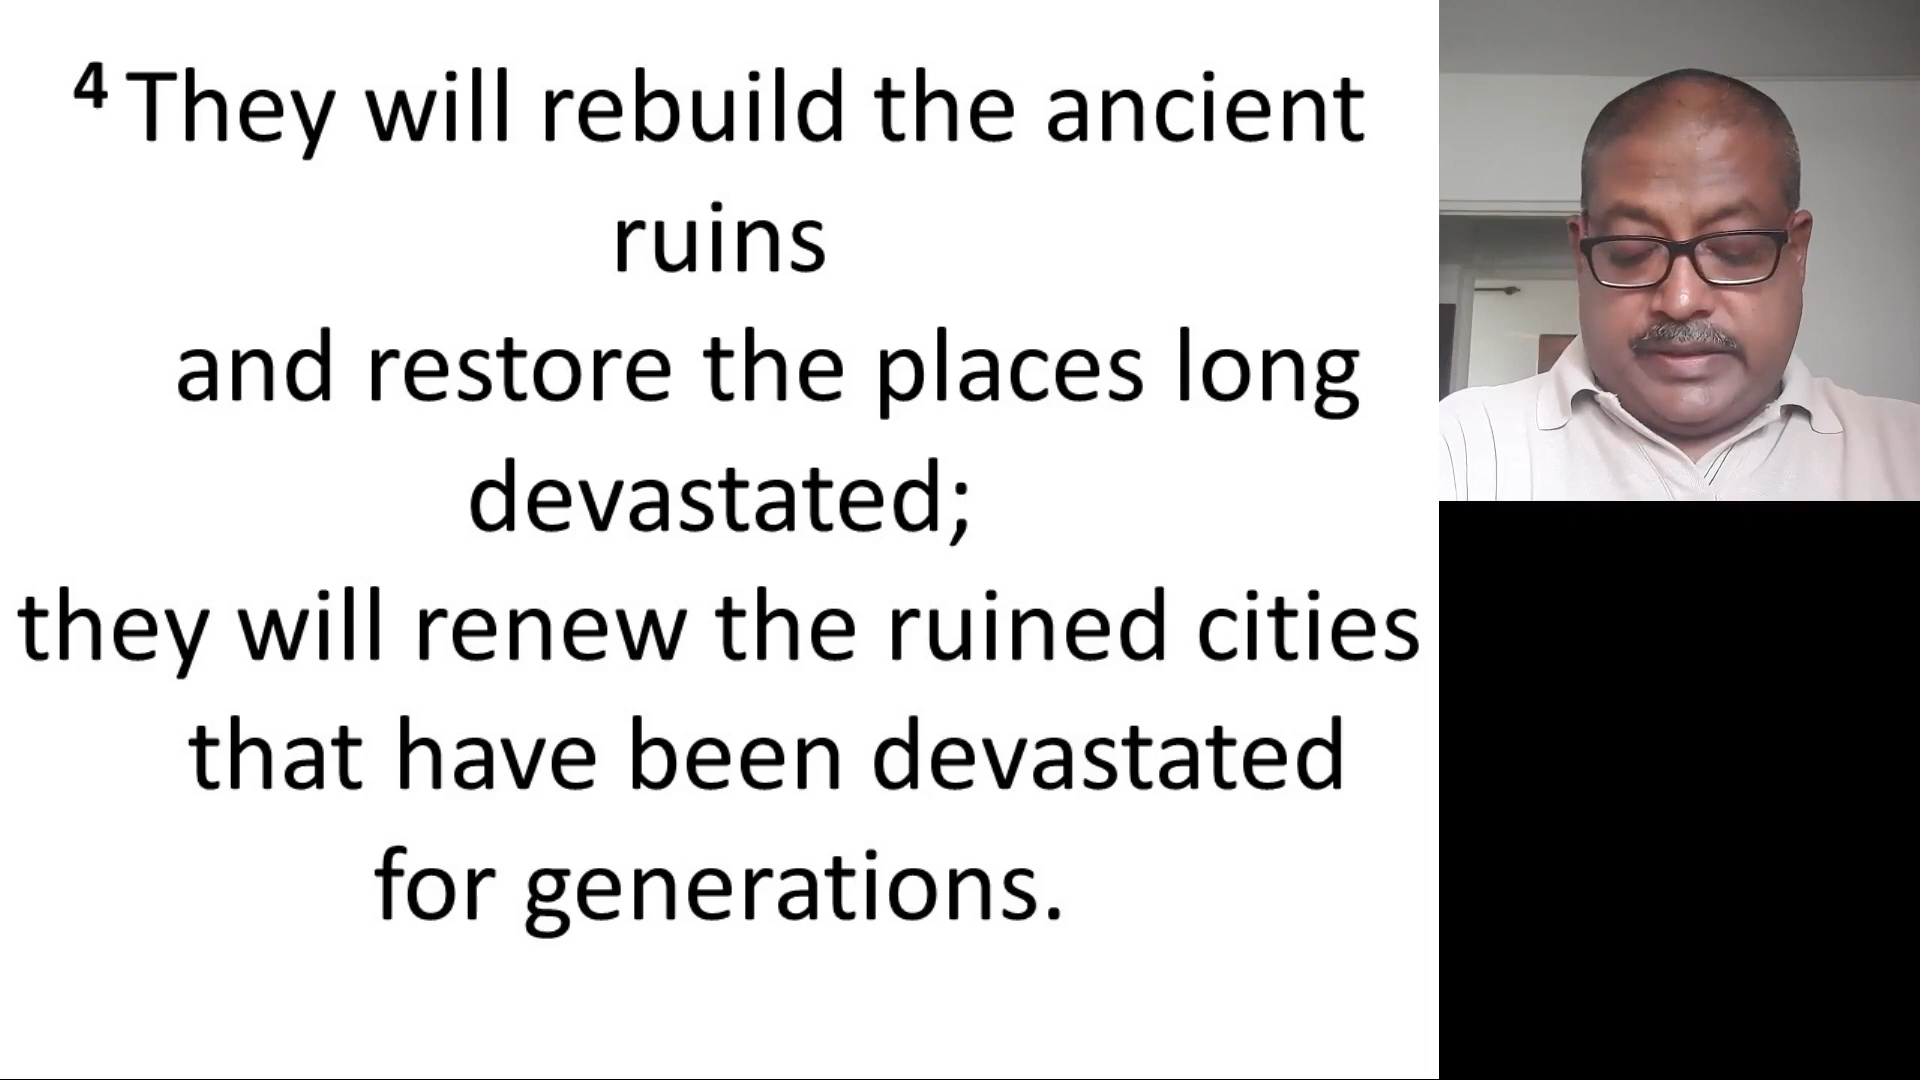 4 They will rebuild the ancient
ruins
and restore the places long
devastated;
they will renew the ruined cities
that have been devastated
for generations.